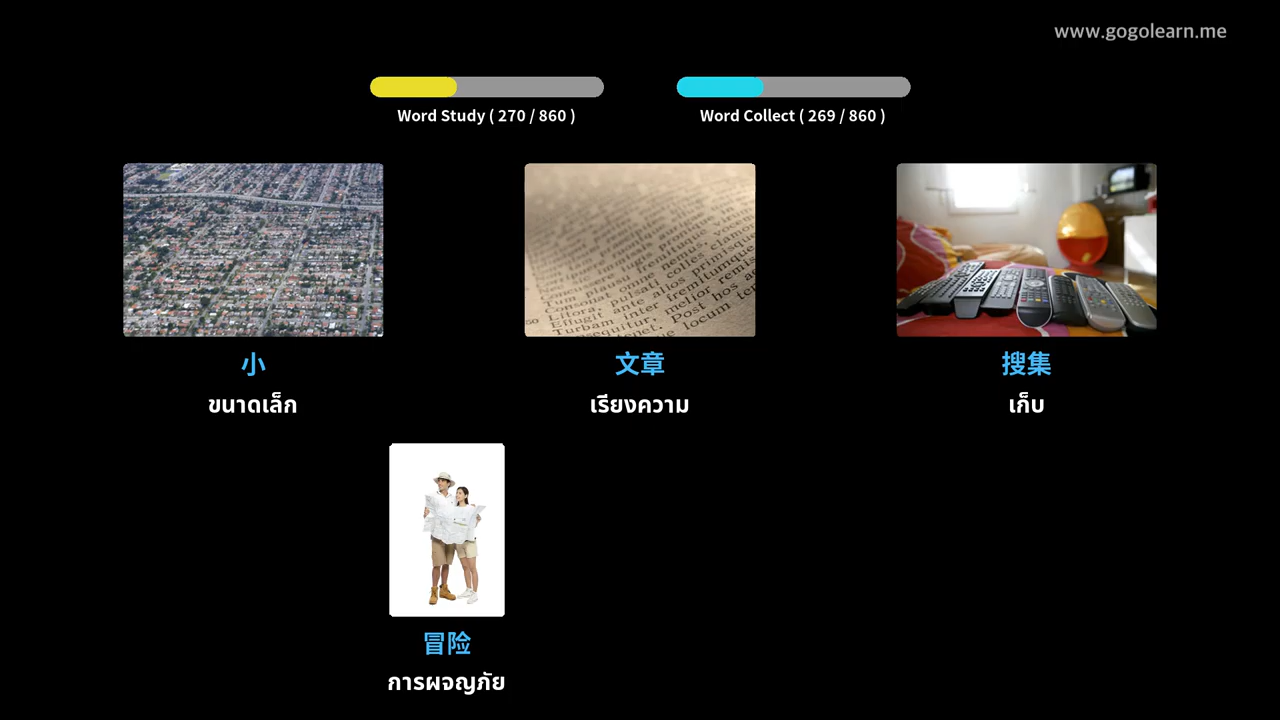 www.gogolearn.me
Word Study ( 270 / 860 )
Word Collect ( 269 / 860 )
小
文章
搜集
ขนาดเล็ก
เรียงความ
เก็บ
冒险
การผจญภัย